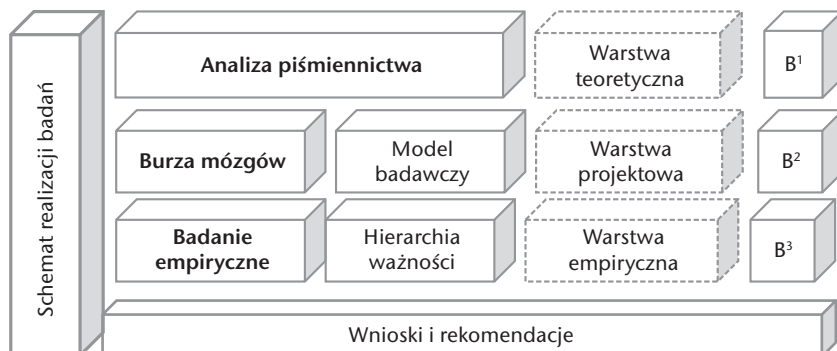 Schemat realizacji badań
Analiza piśmiennictwa
Warstwa
teoretyczna
B¹
Burza mózgów
Model
badawczy
Warstwa
projektowa
B²
Badanie
empiryczne
Hierarchia
ważności
Warstwa
empiryczna
B³
Wnioski i rekomendacje